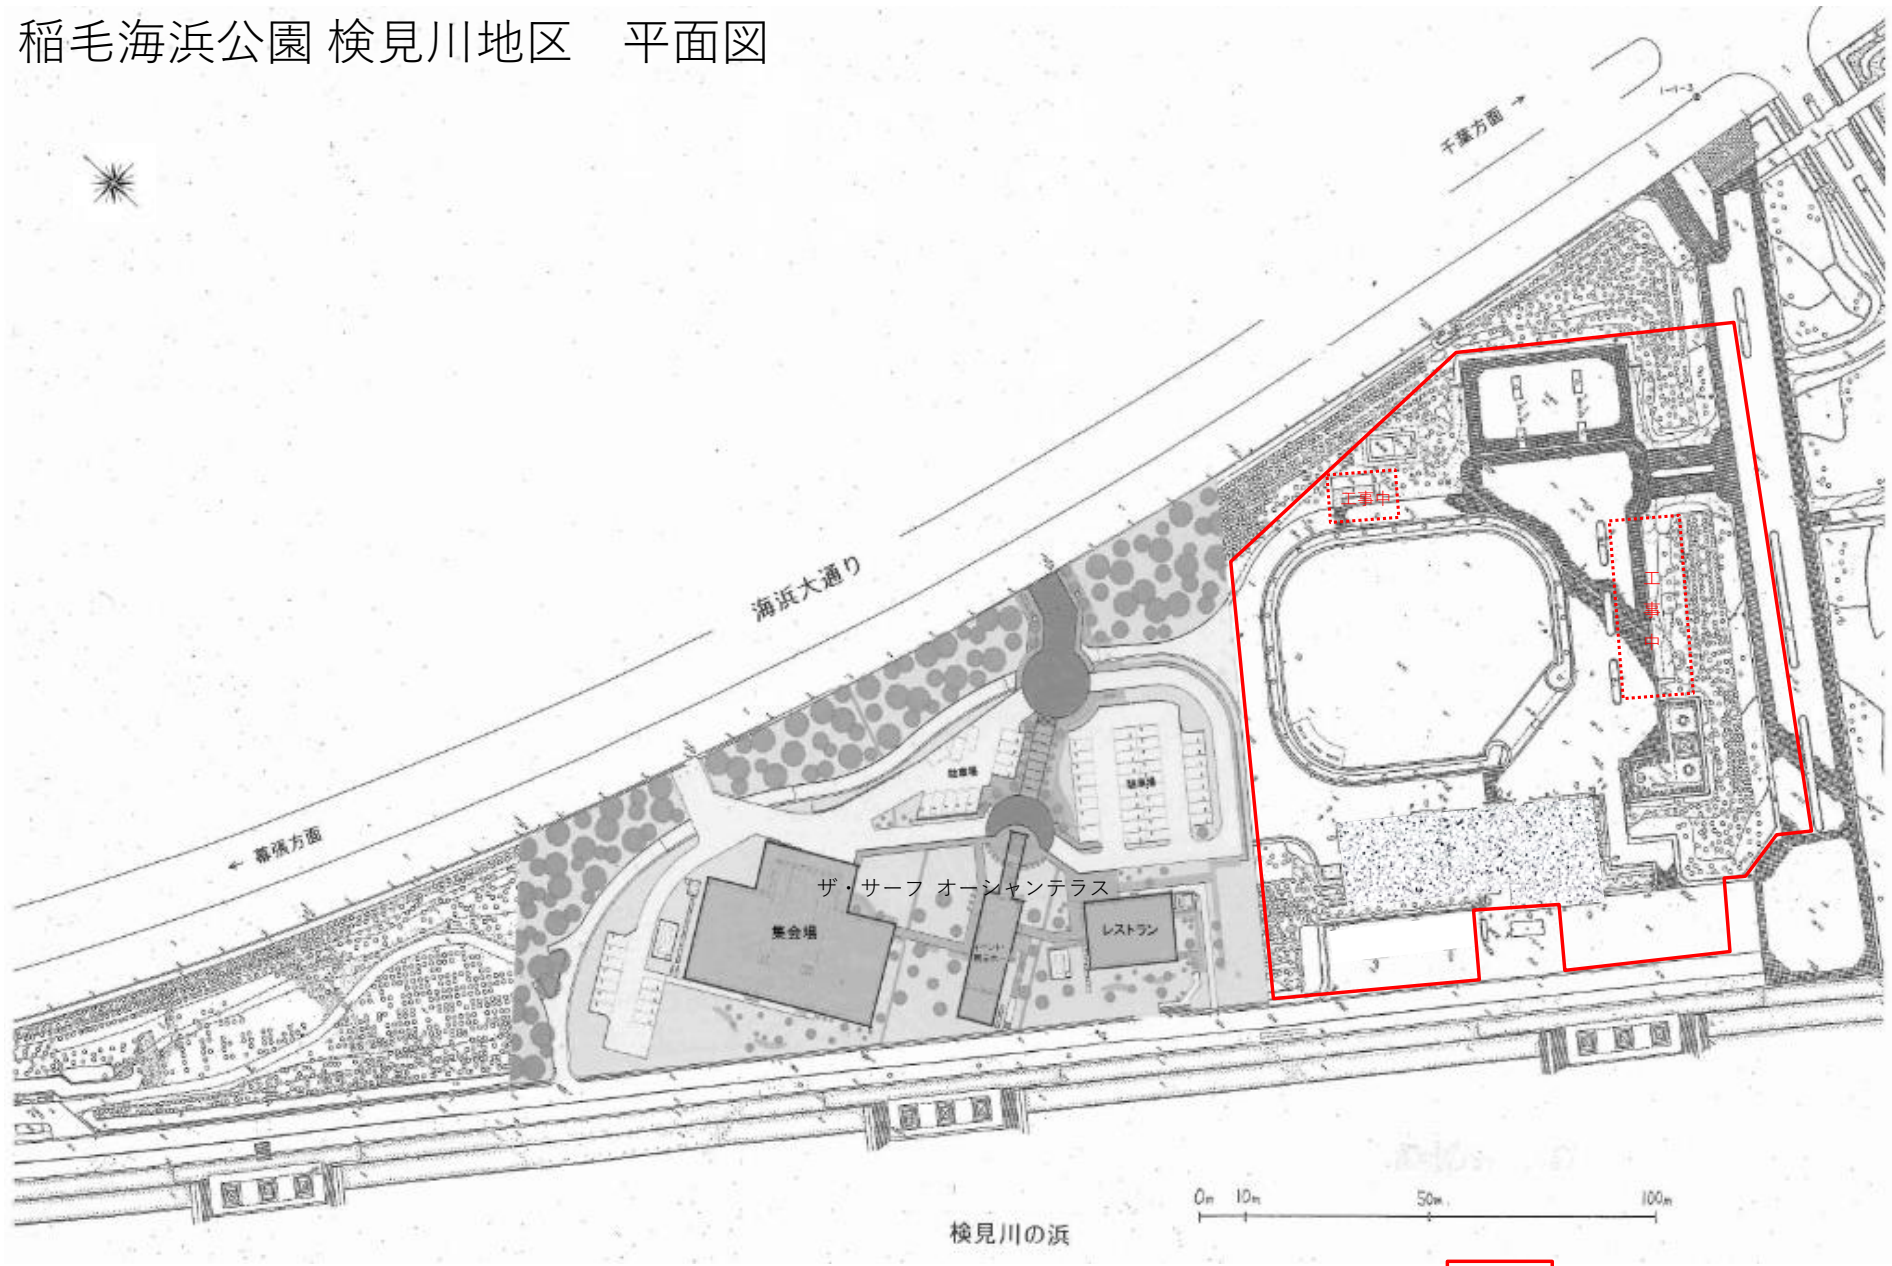 稲毛海浜公園 検見川地区　平面図
1-1-3
千葉方面 →
工事中
海浜大通り
工事中
駐車場
駐車場
← 幕張方面
ザ・サーフ オーシャンテラス
集会場
レストラン
0m 10m 50m 100m
検見川の浜